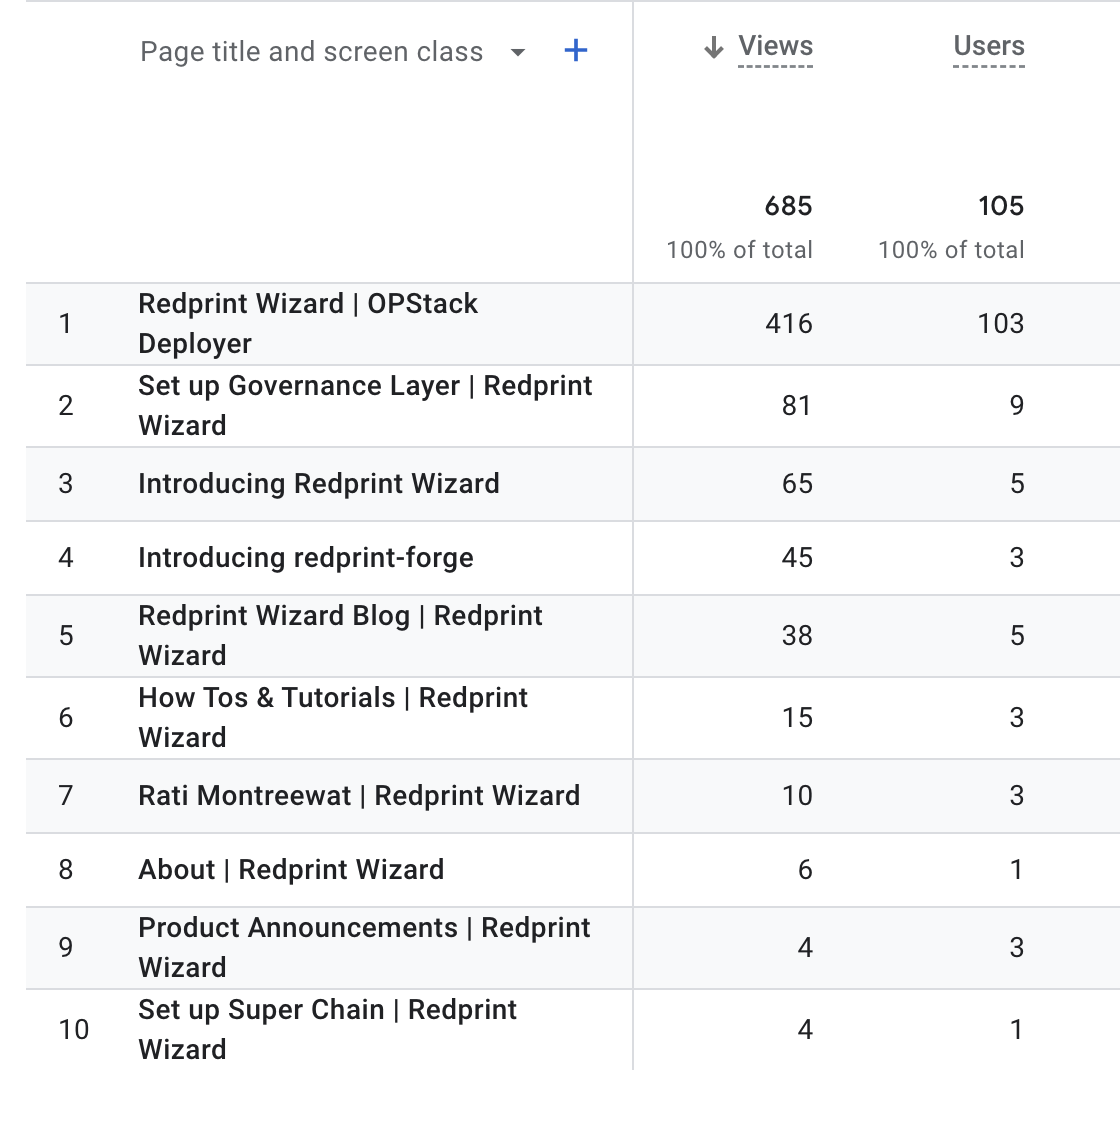 Page title and screen class
Views Users
685 105
100% of total 100% of total
1 Redprint Wizard | OPStack Deployer 416 103
2 Set up Governance Layer | Redprint Wizard 81 9
3 Introducing Redprint Wizard 65 5
4 Introducing redprint-forge 45 3
5 Redprint Wizard Blog | Redprint Wizard 38 5
6 How Tos & Tutorials | Redprint Wizard 15 3
7 Rati Montreewat | Redprint Wizard 10 3
8 About | Redprint Wizard 6 1
9 Product Announcements | Redprint Wizard 4 3
10 Set up Super Chain | Redprint Wizard 4 1